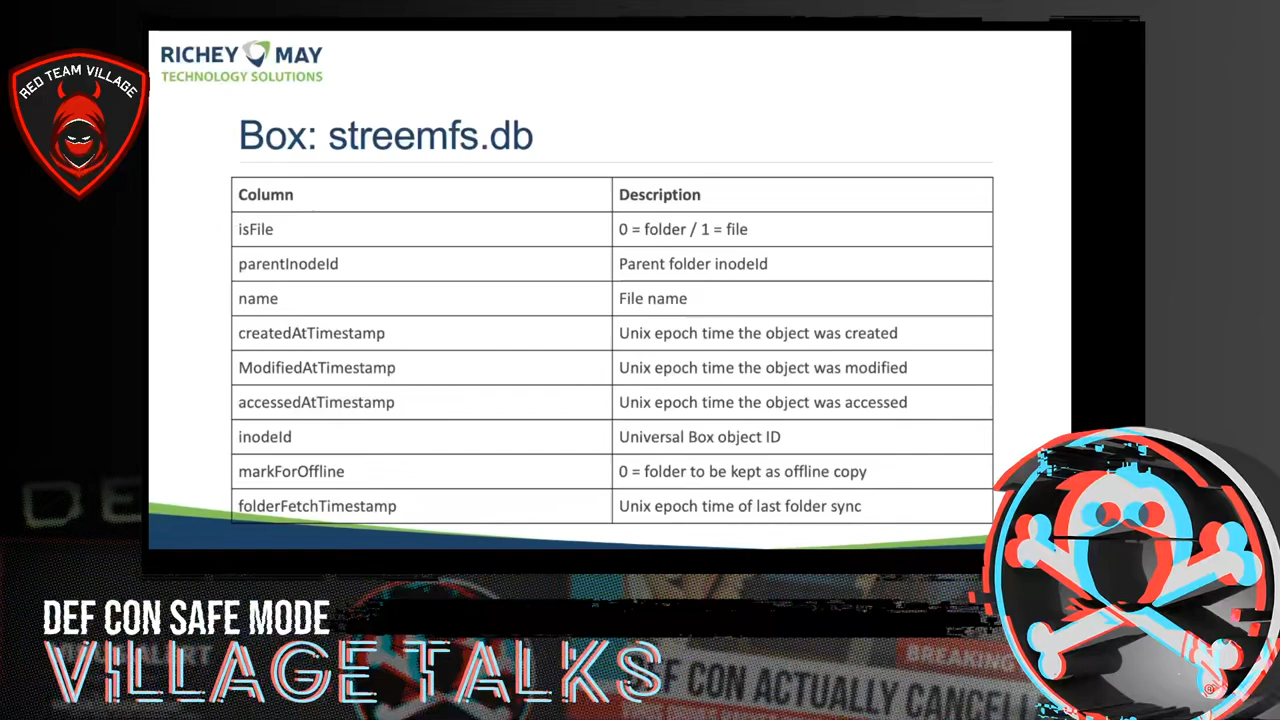 RED TEAM VILLAGE
RICHEY MAY
TECHNOLOGY SOLUTIONS
Box: streemfs.db
Column Description
isFile 0 = folder / 1 = file
parentInodeId Parent folder inodeId
name File name
createdAtTimestamp Unix epoch time the object was created
ModifiedAtTimestamp Unix epoch time the object was modified
accessedAtTimestamp Unix epoch time the object was accessed
inodeId Universal Box object ID
markForOffline 0 = folder to be kept as offline copy
folderFetchTimestamp Unix epoch time of last folder sync
DEF CON SAFE MODE
VILLAGE TALKS
BREAKING
DEF CON ACTUALLY CANCELL